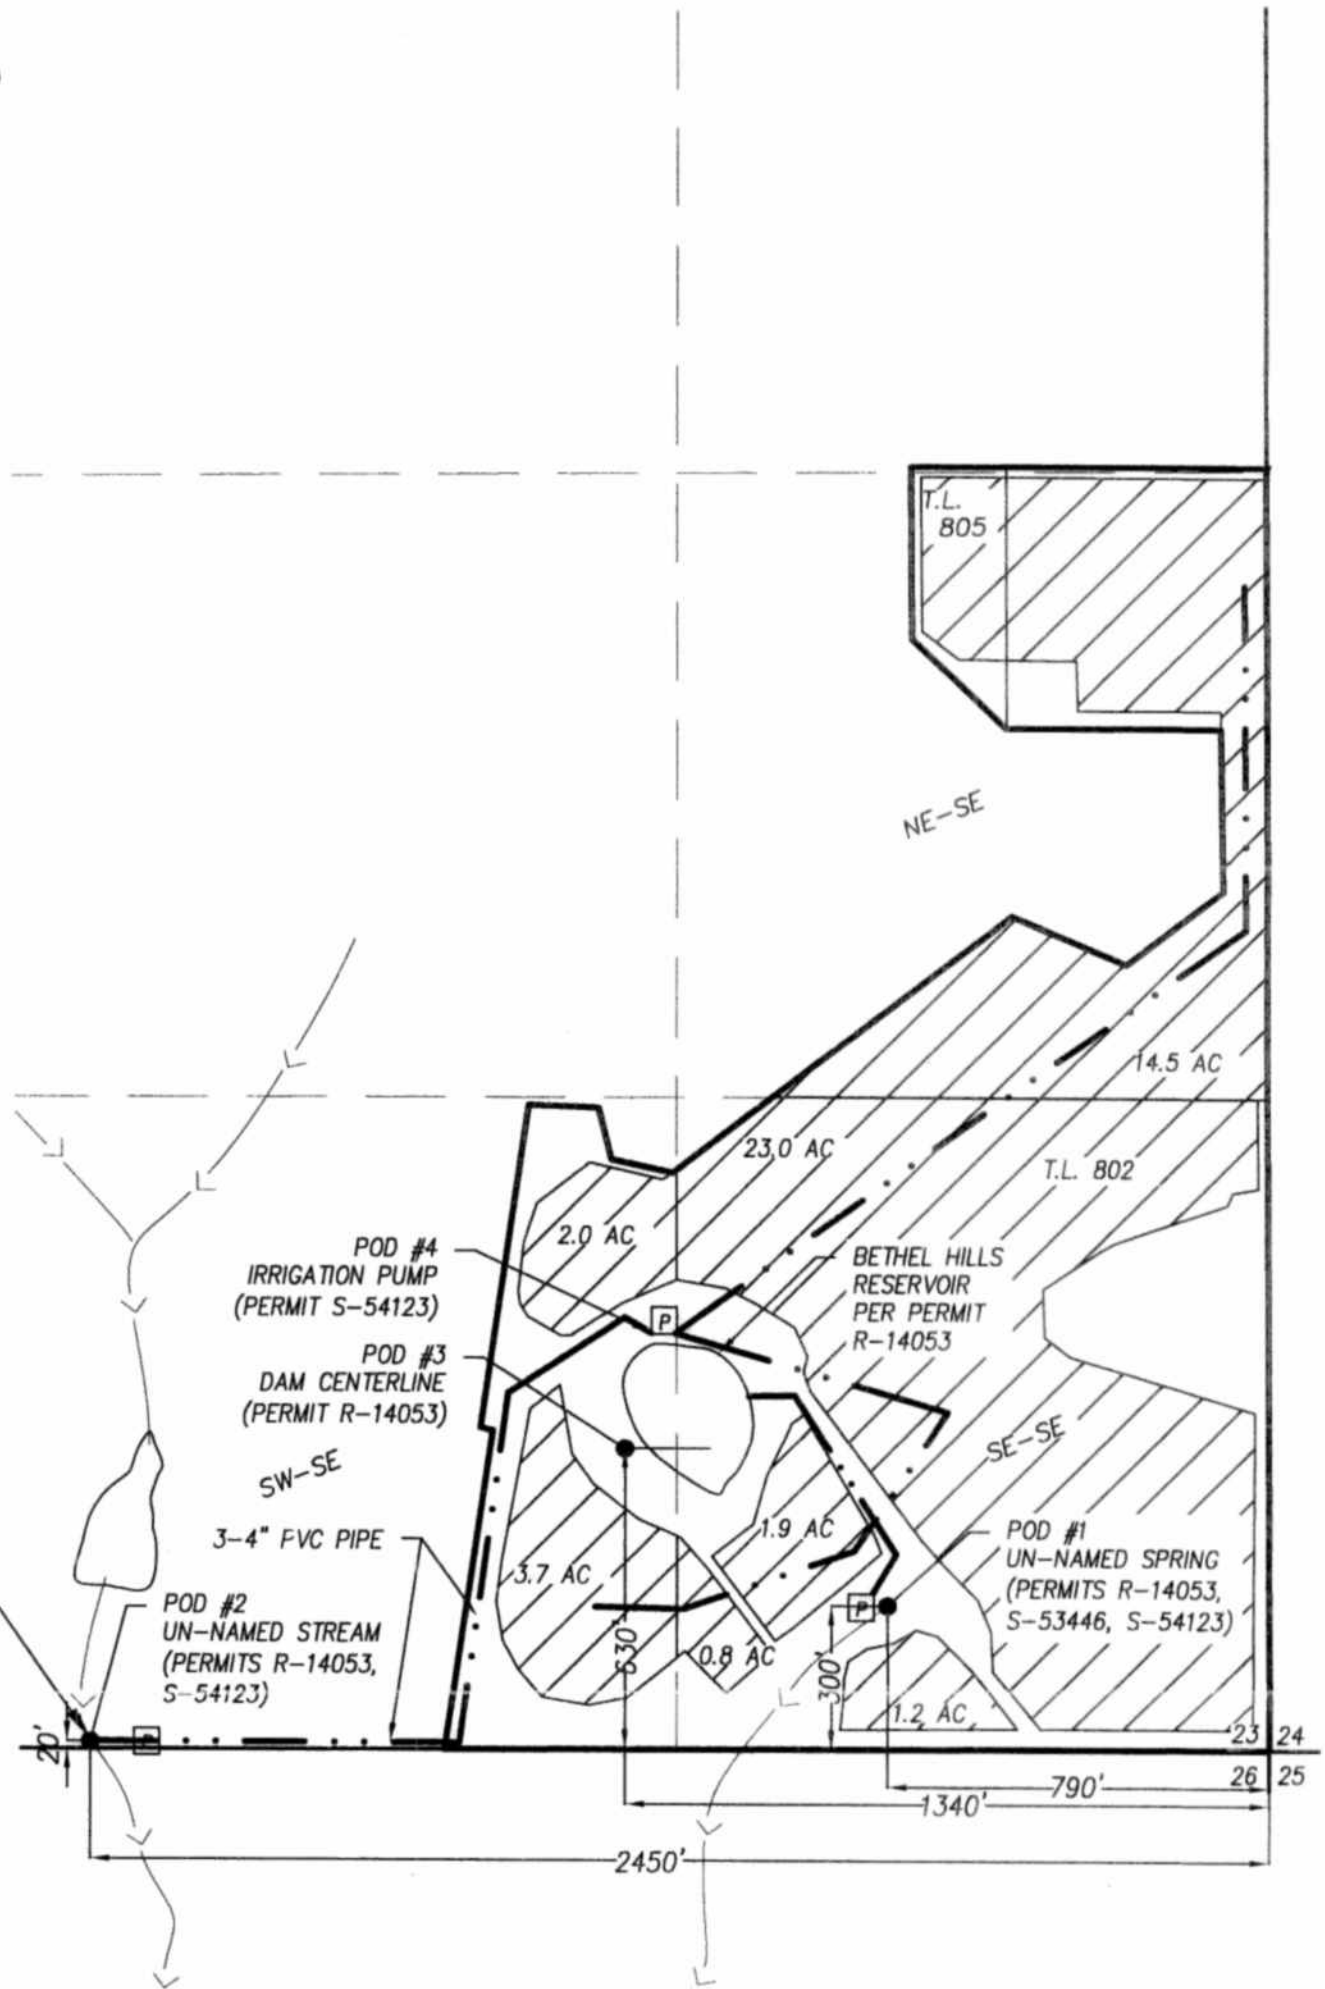 T.L.
805
NE-SE
14.5 AC
23.0 AC
T.L. 802
2.0 AC
POD #4
IRRIGATION PUMP
(PERMIT S-54123)
BETHEL HILLS
RESERVOIR
PER PERMIT
R-14053
P
POD #3
DAM CENTERLINE
(PERMIT R-14053)
SW-SE
SE-SE
3-4" PVC PIPE
1.9 AC
3.7 AC
POD #1
UN-NAMED SPRING
(PERMITS R-14053,
S-53446, S-54123)
P
POD #2
UN-NAMED STREAM
(PERMITS R-14053,
S-54123)
630'
0.8 AC
300'
1.2 AC
20'
P
23 24
26 25
790'
1340'
2450'